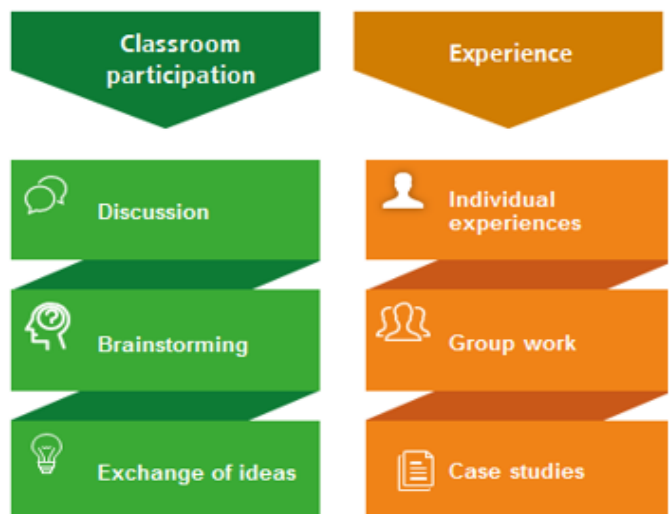 Classroom
participation
Discussion
Brainstorming
Exchange of ideas
Experience
Individual
experiences
Group work
Case studies